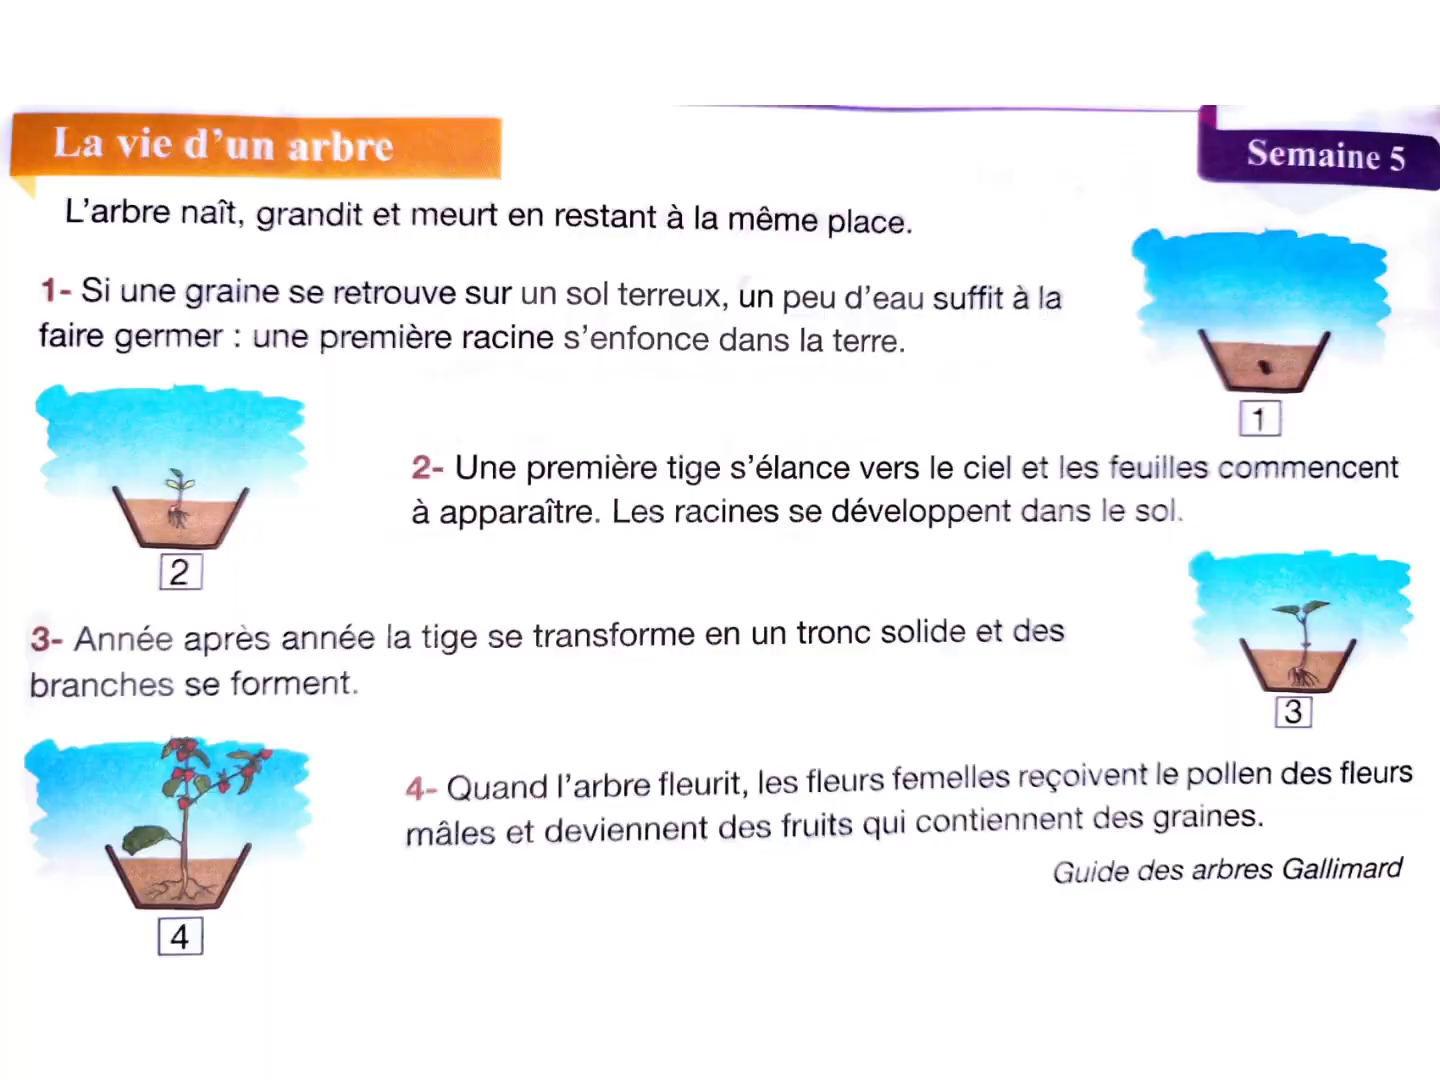 La vie d'un arbre
Semaine 5
L'arbre naît, grandit et meurt en restant à la même place.
1- Si une graine se retrouve sur un sol terreux, un peu d'eau suffit à la
faire germer : une première racine s'enfonce dans la terre.
1
2- Une première tige s'élance vers le ciel et les feuilles commencent
à apparaître. Les racines se développent dans le sol.
2
3- Année après année la tige se transforme en un tronc solide et des
branches se forment.
3
4- Quand l'arbre fleurit, les fleurs femelles reçoivent le pollen des fleurs
mâles et deviennent des fruits qui contiennent des graines.
Guide des arbres Gallimard
4